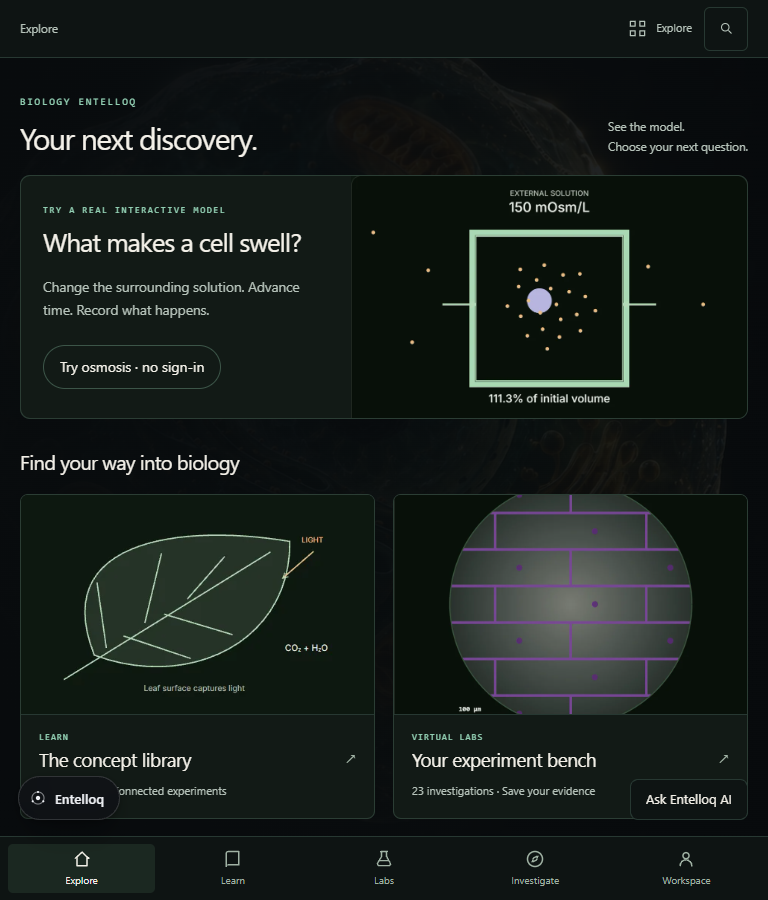 Explore
Explore
BIOLOGY ENTELLOQ
Your next discovery.
See the model.
Choose your next question.
TRY A REAL INTERACTIVE MODEL
What makes a cell swell?
Change the surrounding solution. Advance
time. Record what happens.
Try osmosis · no sign-in
EXTERNAL SOLUTION
150 mOsm/L
111.3% of initial volume
Find your way into biology
LIGHT
CO₂ + H₂O
Leaf surface captures light
100 µm
LEARN
The concept library
↗
connected experiments
VIRTUAL LABS
Your experiment bench
↗
23 investigations · Save your evidence
Entelloq
Ask Entelloq AI
Explore
Learn
Labs
Investigate
Workspace